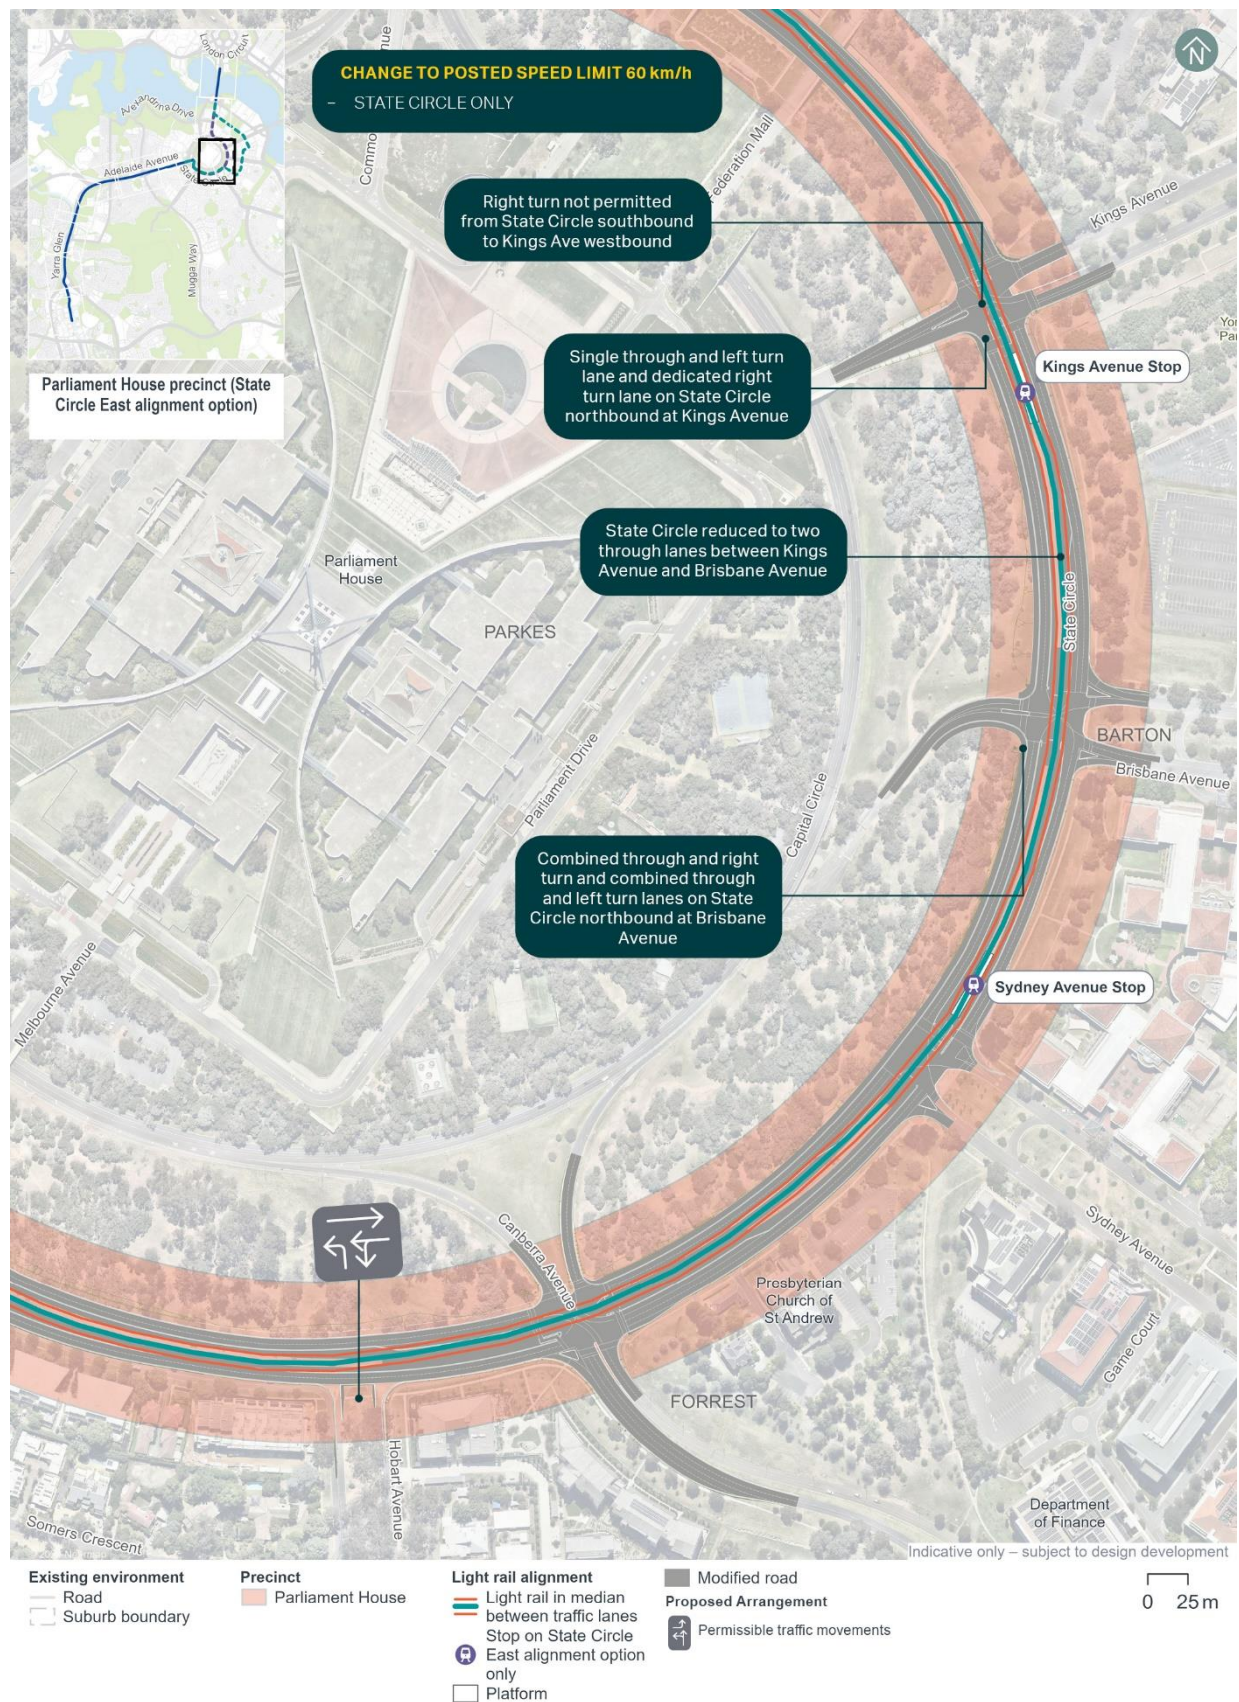 London Circuit
Alexandrina Drive
Adelaide Avenue
State Circle
Yarra Glen
Mugga Way
Parliament House precinct (State
Circle East alignment option)
CHANGE TO POSTED SPEED LIMIT 60 km/h
- STATE CIRCLE ONLY
N
Federation Mall
Kings Avenue
Right turn not permitted
from State Circle southbound
to Kings Ave westbound
Single through and left turn
lane and dedicated right
turn lane on State Circle
northbound at Kings Avenue
Kings Avenue Stop
State Circle reduced to two
through lanes between Kings
Avenue and Brisbane Avenue
Parliament
House
PARKES
State Circle
BARTON
Brisbane Avenue
Parliament Drive
Capital Circle
Combined through and right
turn and combined through
and left turn lanes on State
Circle northbound at Brisbane
Avenue
Melbourne Avenue
Sydney Avenue Stop
Canberra Avenue
Sydney Avenue
Presbyterian
Church of
St Andrew
Game Court
FORREST
Hobart Avenue
Somers Crescent
Department
of Finance
Indicative only – subject to design development
Existing environment
Road
Suburb boundary
Precinct
Parliament House
Light rail alignment
Light rail in median
between traffic lanes
Stop on State Circle
East alignment option
only
Platform
Modified road
Proposed Arrangement
Permissible traffic movements
0 25 m